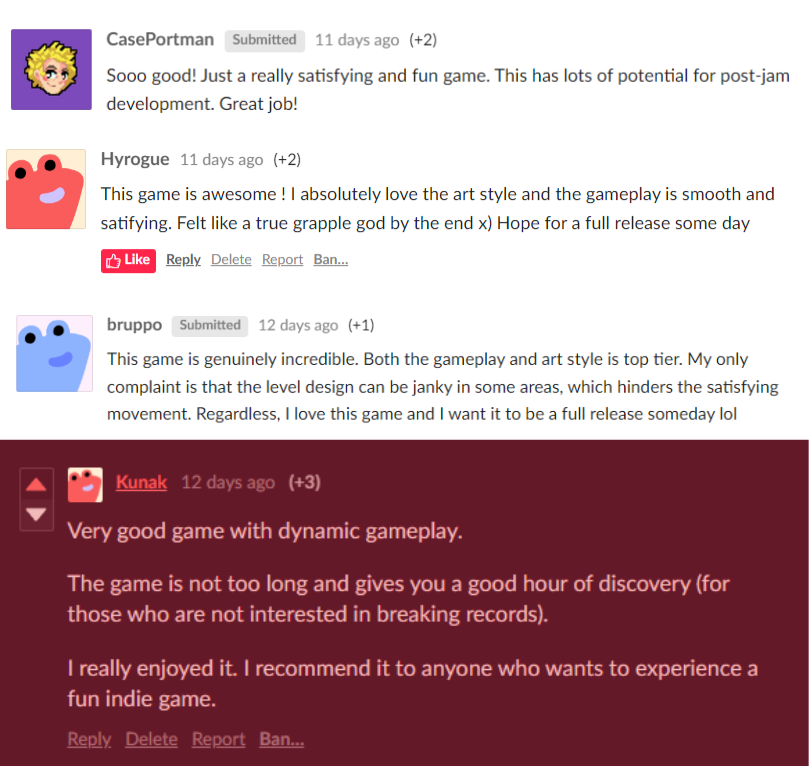 CasePortman Submitted 11 days ago (+2)
Sooo good! Just a really satisfying and fun game. This has lots of potential for post-jam
development. Great job!
Hyrogue 11 days ago (+2)
This game is awesome ! I absolutely love the art style and the gameplay is smooth and
satifying. Felt like a true grapple god by the end x) Hope for a full release some day
Like Reply Delete Report Ban...
bruppo Submitted 12 days ago (+1)
This game is genuinely incredible. Both the gameplay and art style is top tier. My only
complaint is that the level design can be janky in some areas, which hinders the satisfying
movement. Regardless, I love this game and I want it to be a full release someday lol
Kunak 12 days ago (+3)
Very good game with dynamic gameplay.
The game is not too long and gives you a good hour of discovery (for
those who are not interested in breaking records).
I really enjoyed it. I recommend it to anyone who wants to experience a
fun indie game.
Reply Delete Report Ban...